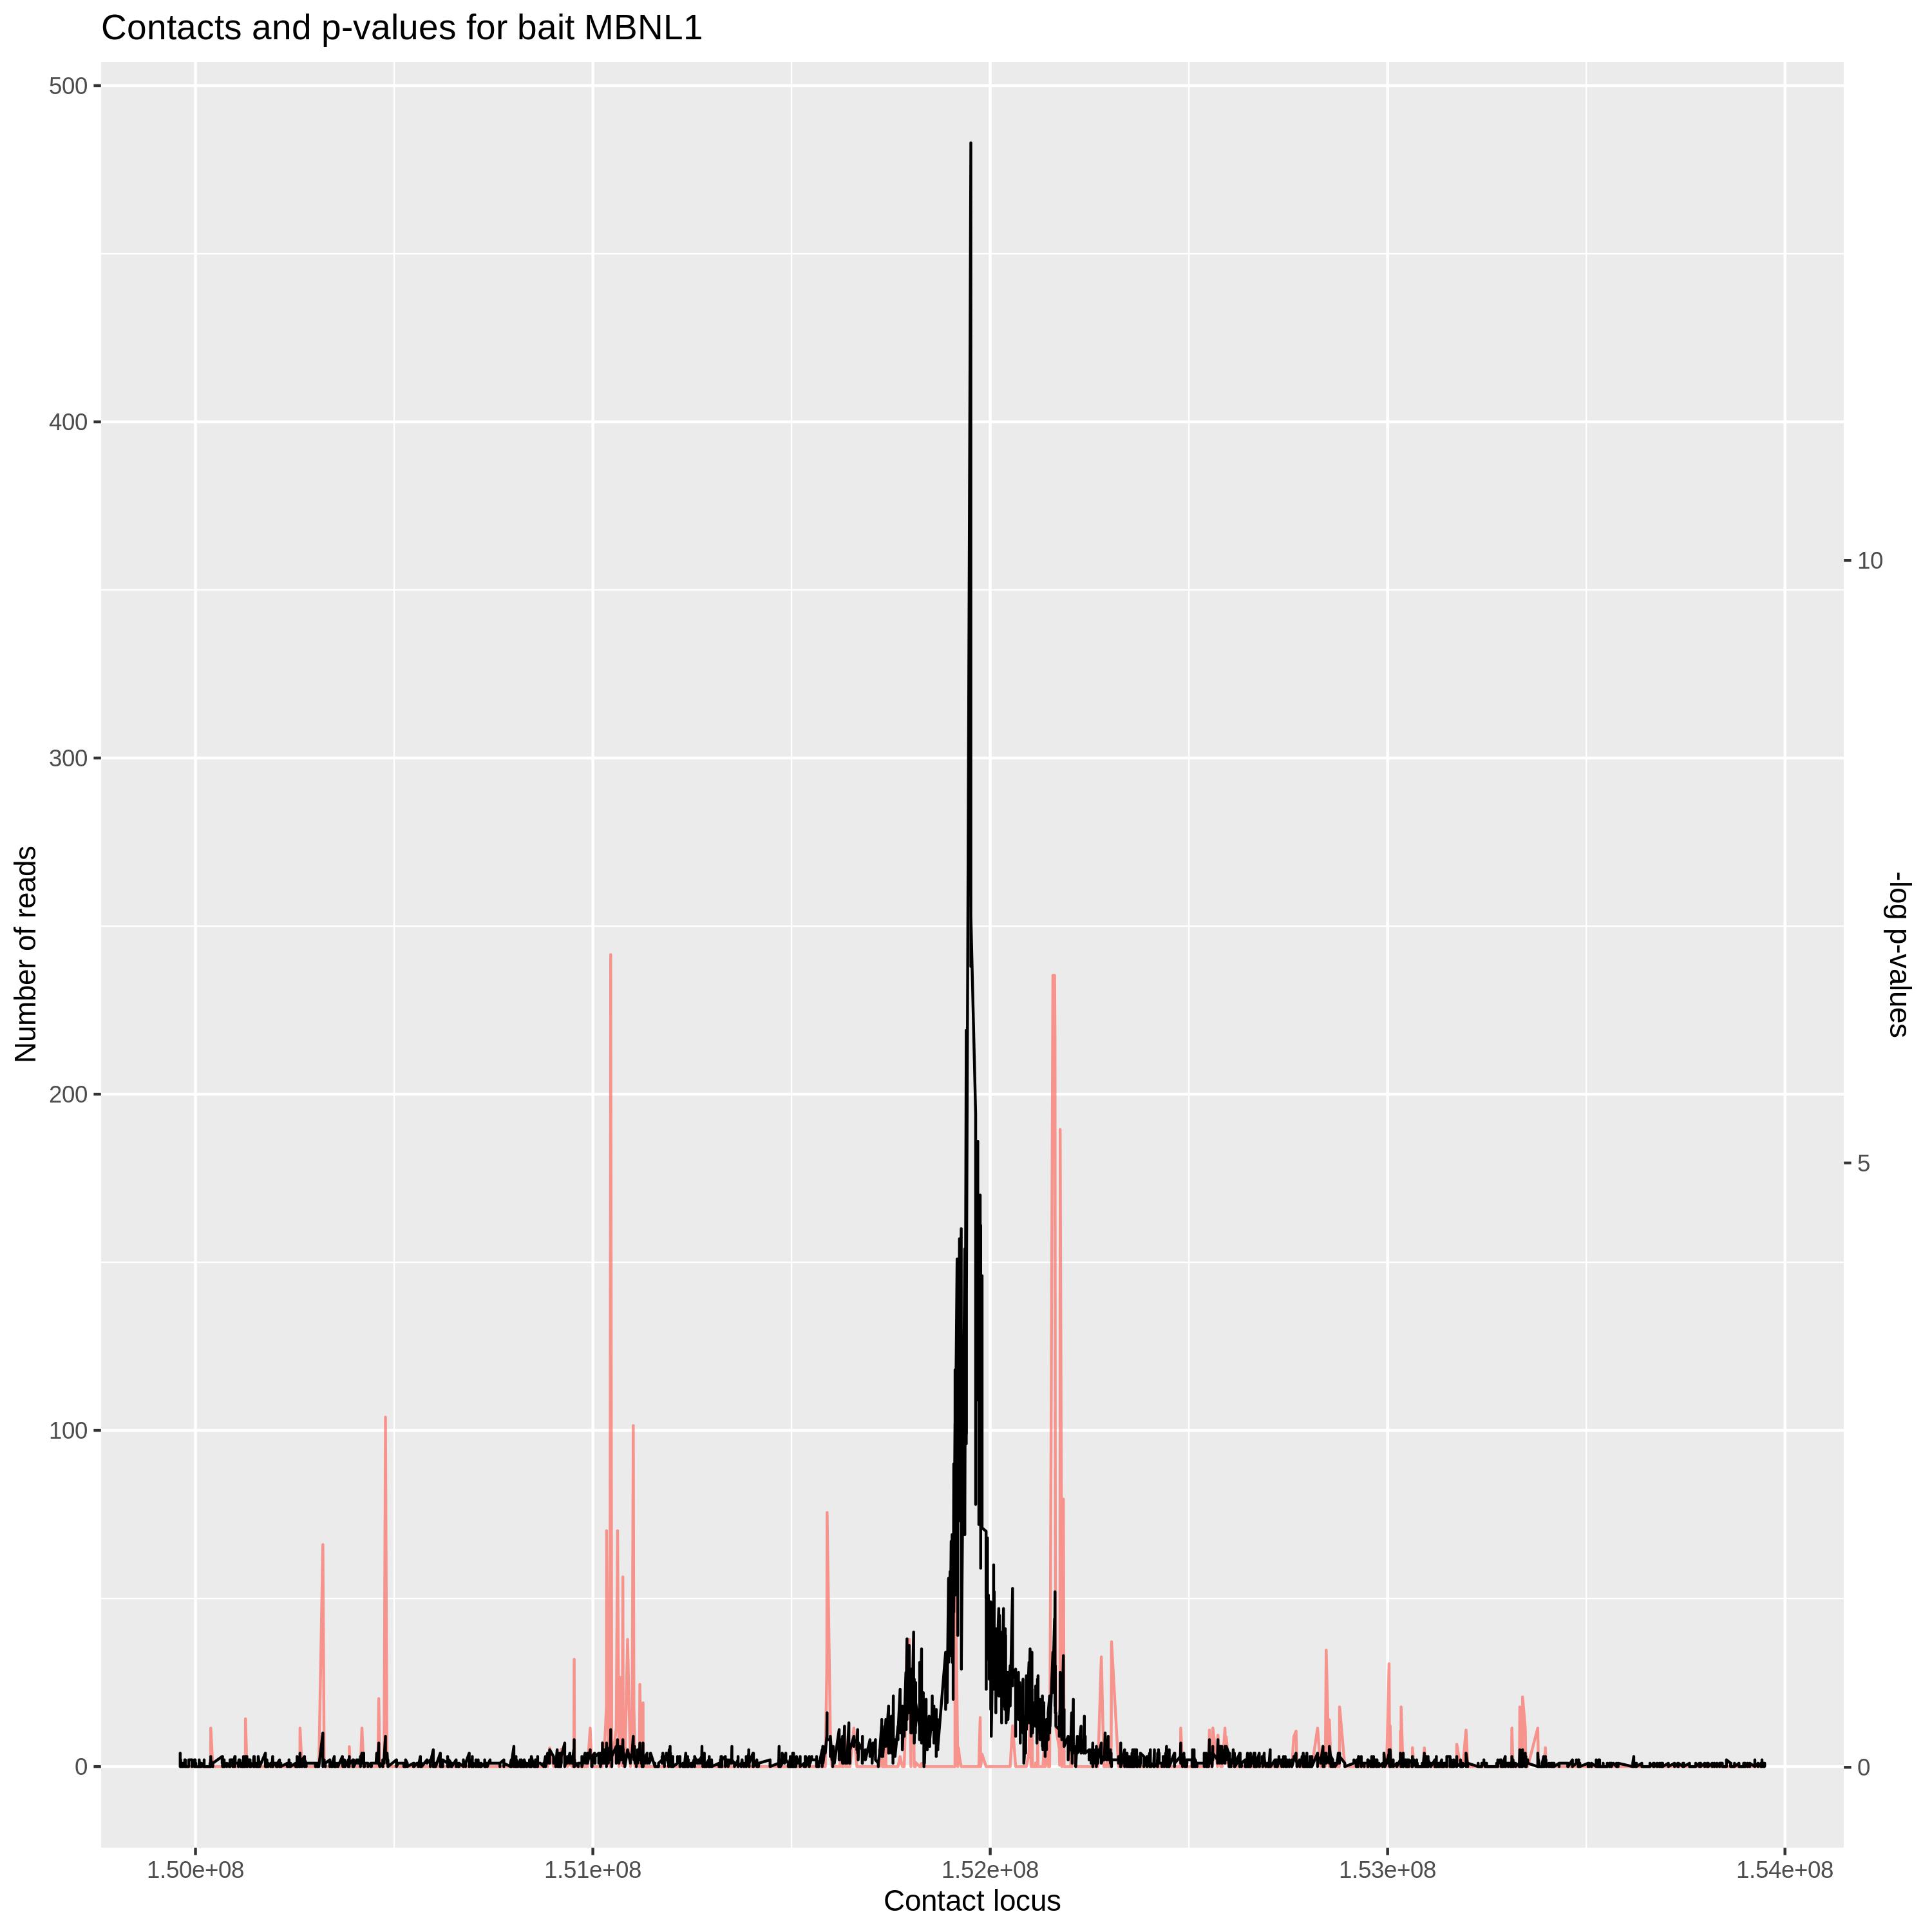 Contacts and p-values for bait MBNL1
500
400
300
200
100
0
Number of reads
10
5
0
-log p-values
1.50e+08
1.51e+08
1.52e+08
1.53e+08
1.54e+08
Contact locus